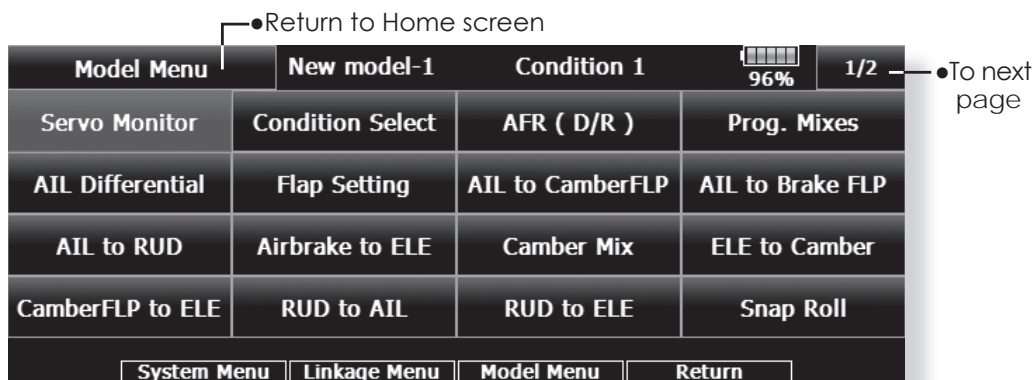 ●Return to Home screen
Model Menu New model-1 Condition 1 96% 1/2 ●To next page
Servo Monitor Condition Select AFR ( D/R ) Prog. Mixes
AIL Differential Flap Setting AIL to CamberFLP AIL to Brake FLP
AIL to RUD Airbrake to ELE Camber Mix ELE to Camber
CamberFLP to ELE RUD to AIL RUD to ELE Snap Roll
System Menu Linkage Menu Model Menu Return